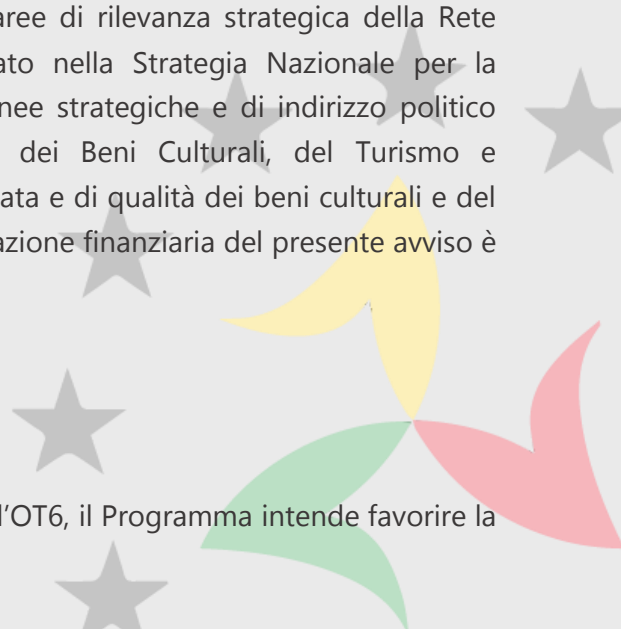 aree di rilevanza strategica della Rete
ato nella Strategia Nazionale per la
nee strategiche e di indirizzo politico
dei Beni Culturali, del Turismo e
ata e di qualità dei beni culturali e del
azione finanziaria del presente avviso è
l'OT6, il Programma intende favorire la